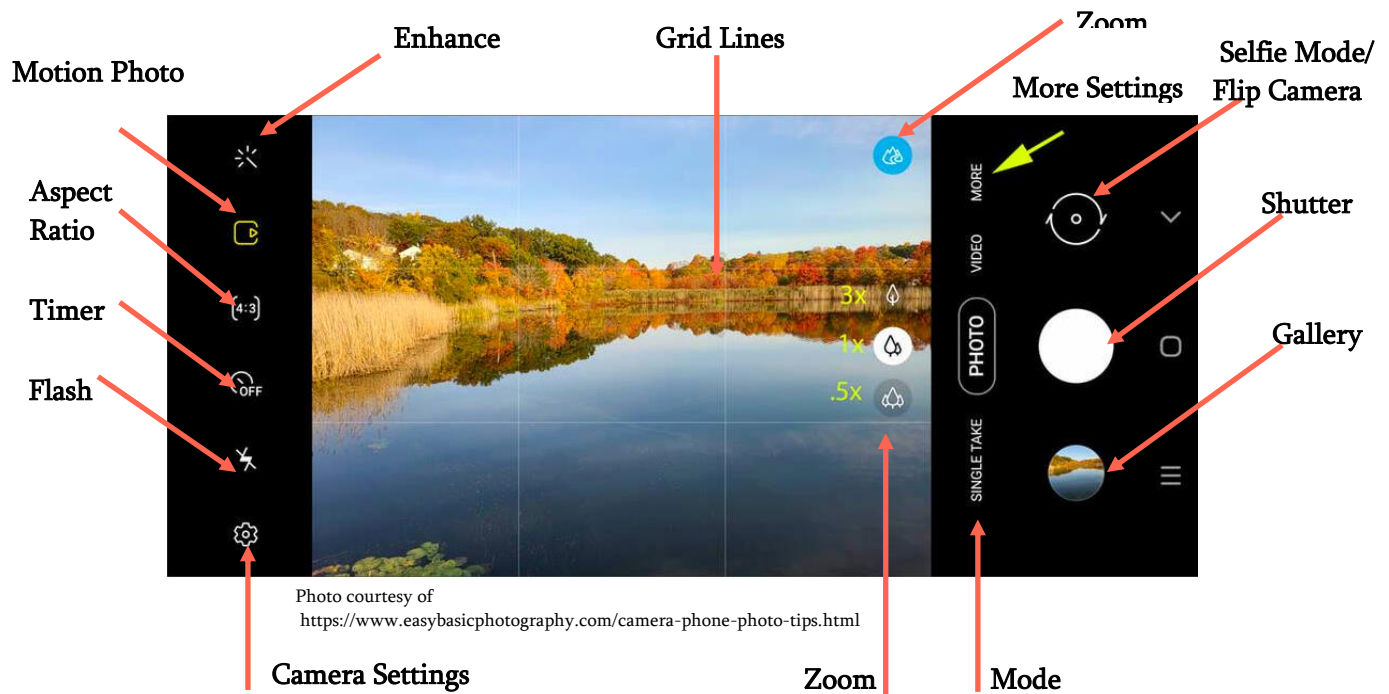 Zoom
Enhance
Grid Lines
Selfie Mode/
Flip Camera
Motion Photo
More Settings
MORE
Aspect
Ratio
Shutter
VIDEO
3x
4:3
Timer
1x
PHOTO
Gallery
OFF
.5x
Flash
SINGLE TAKE
Photo courtesy of
https://www.easybasicphotography.com/camera-phone-photo-tips.html
Camera Settings
Zoom
Mode